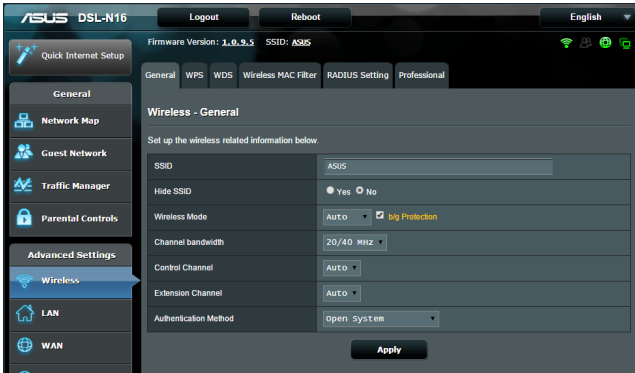 ASUS DSL-N16 Logout Reboot English
Quick Internet Setup
General
Network Map
Guest Network
Traffic Manager
Parental Controls
Advanced Settings
Wireless
LAN
WAN
Firmware Version: 1.0.9.5 SSID: ASUS
General WPS WDS Wireless MAC Filter RADIUS Setting Professional
Wireless - General
Set up the wireless related information below.
SSID ASUS
Hide SSID Yes No
Wireless Mode Auto b/g Protection
Channel bandwidth 20/40 MHz
Control Channel Auto
Extension Channel Auto
Authentication Method Open System
Apply